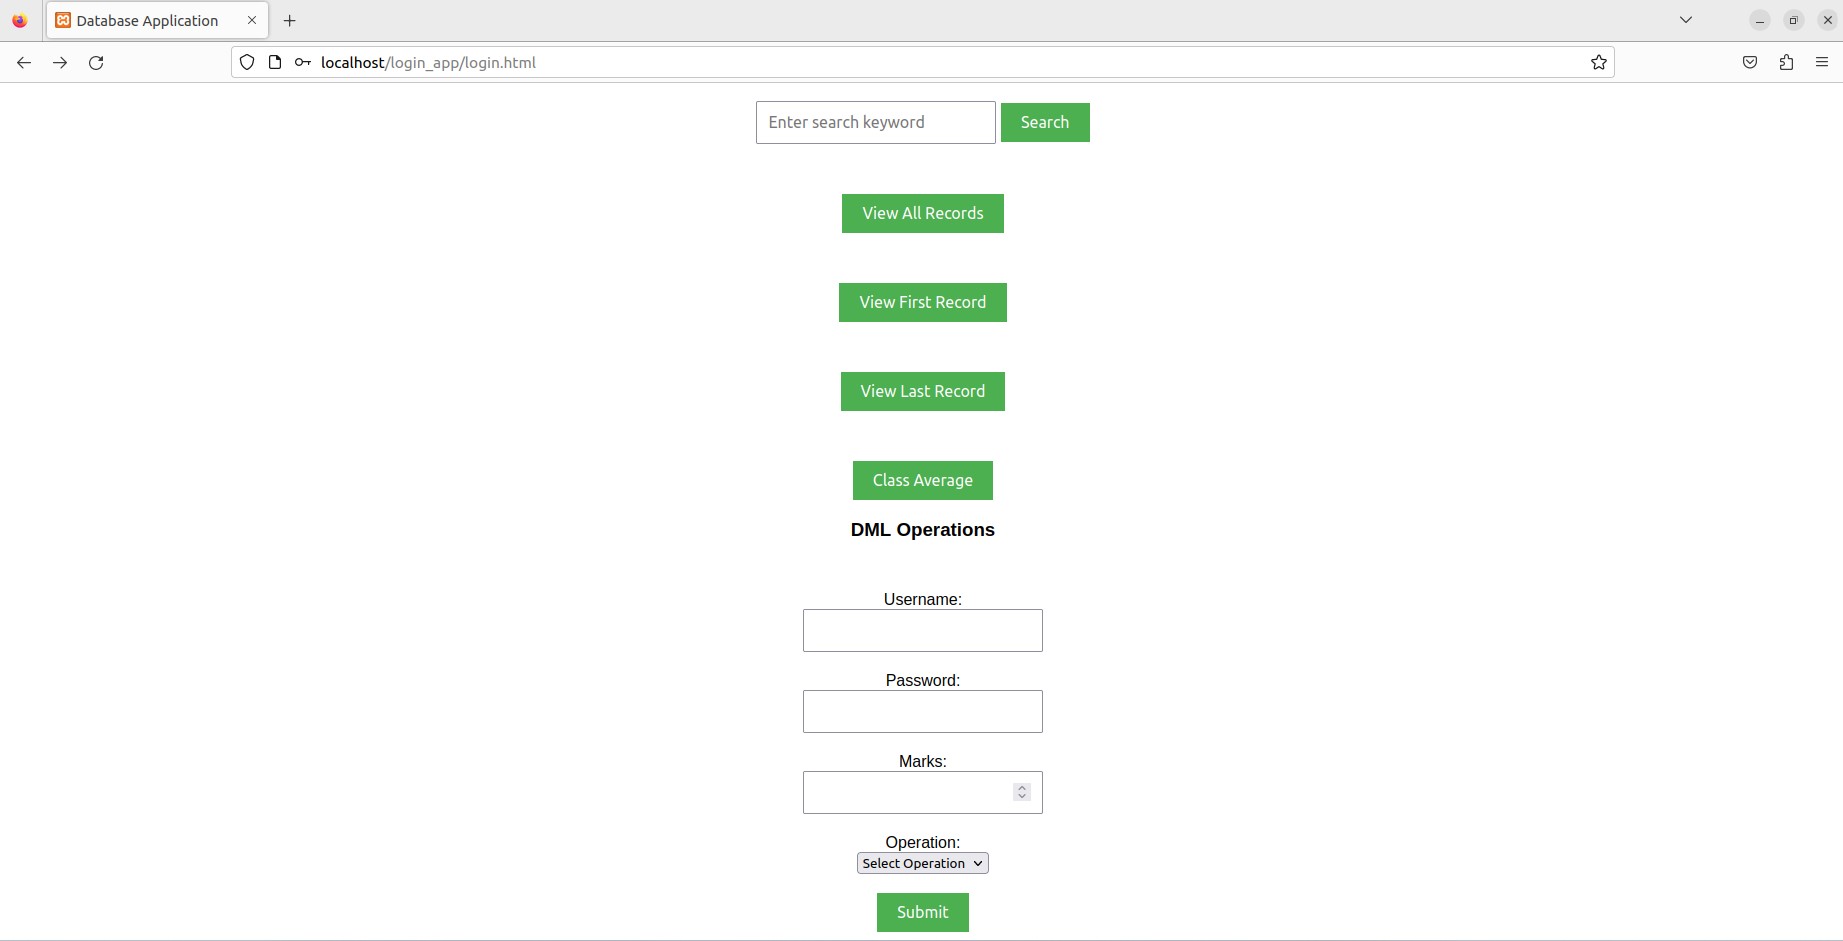 Database Application
localhost/login_app/login.html
Enter search keyword Search
View All Records
View First Record
View Last Record
Class Average
DML Operations
Username:
Password:
Marks:
Operation:
Select Operation
Submit